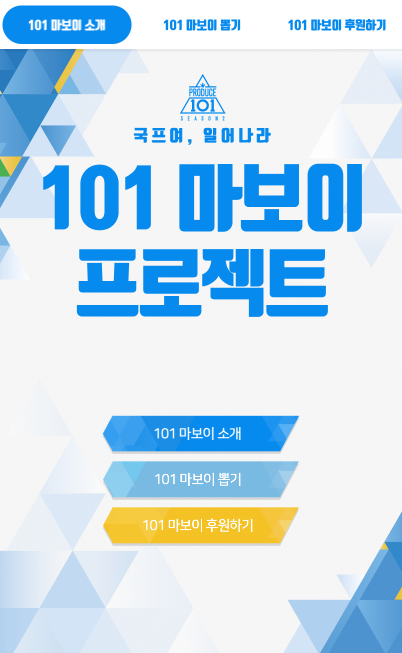 101 마보이 소개
101 마보이 뽑기
101 마보이 후원하기
PRODUCE
101
SEASON2
국프여, 일어나라
101 마보이
프로젝트
101 마보이 소개
101 마보이 뽑기
101 마보이 후원하기